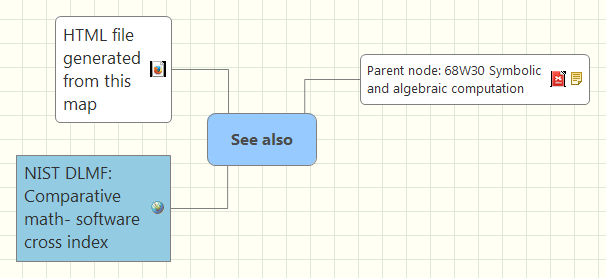 HTML file
generated
from this
map
Parent node: 68W30 Symbolic
and algebraic computation
See also
NIST DLMF:
Comparative
math- software
cross index